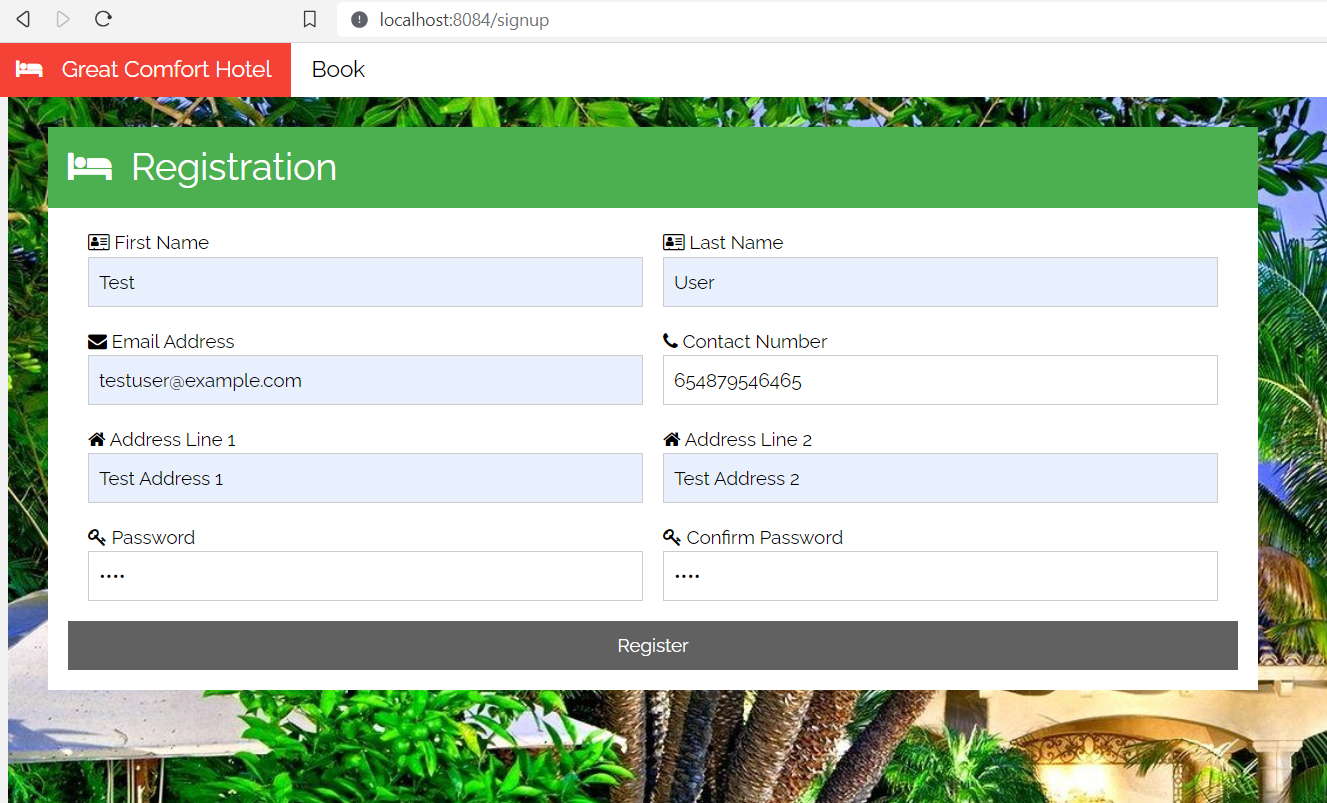 localhost:8084/signup
Great Comfort Hotel Book
Registration
First Name Last Name
Test User
Email Address Contact Number
testuser@example.com 654879546465
Address Line 1 Address Line 2
Test Address 1 Test Address 2
Password Confirm Password
•••• ••••
Register